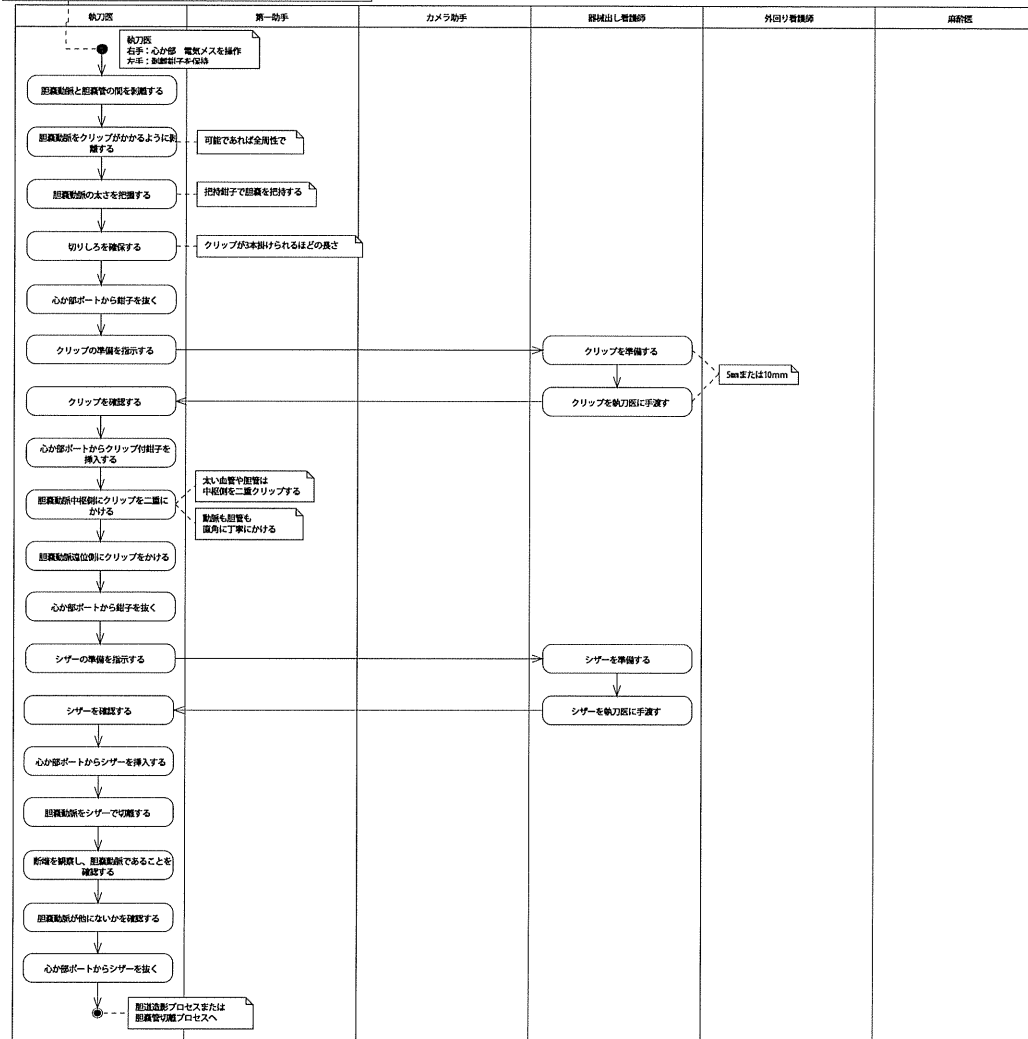 執刀医
第一助手
カメラ助手
器械出し看護師
外回り看護師
麻酔医
執刀医
右手：心か部　電気メスを操作
左手：剥離鉗子を保持
胆嚢動脈と胆嚢管の間を剥離する
胆嚢動脈をクリップがかかるように剥
離する
可能であれば全周性で
胆嚢動脈の太さを把握する
把持鉗子で胆嚢を把持する
切りしろを確保する
クリップが3本掛けられるほどの長さ
心か部ポートから鉗子を抜く
クリップの準備を指示する
クリップを準備する
5mmまたは10mm
クリップを確認する
クリップを執刀医に手渡す
心か部ポートからクリップ付鉗子を
挿入する
胆嚢動脈中枢側にクリップを二重に
かける
太い血管や胆管は
中枢側を二重クリップする
動脈も胆管も
直角に丁寧にかける
胆嚢動脈遠位側にクリップをかける
心か部ポートから鉗子を抜く
シザーの準備を指示する
シザーを準備する
シザーを確認する
シザーを執刀医に手渡す
心か部ポートからシザーを挿入する
胆嚢動脈をシザーで切離する
断端を観察し、胆嚢動脈であることを
確認する
胆嚢動脈が他にないかを確認する
心か部ポートからシザーを抜く
胆道造影プロセスまたは
胆嚢管切離プロセスへ